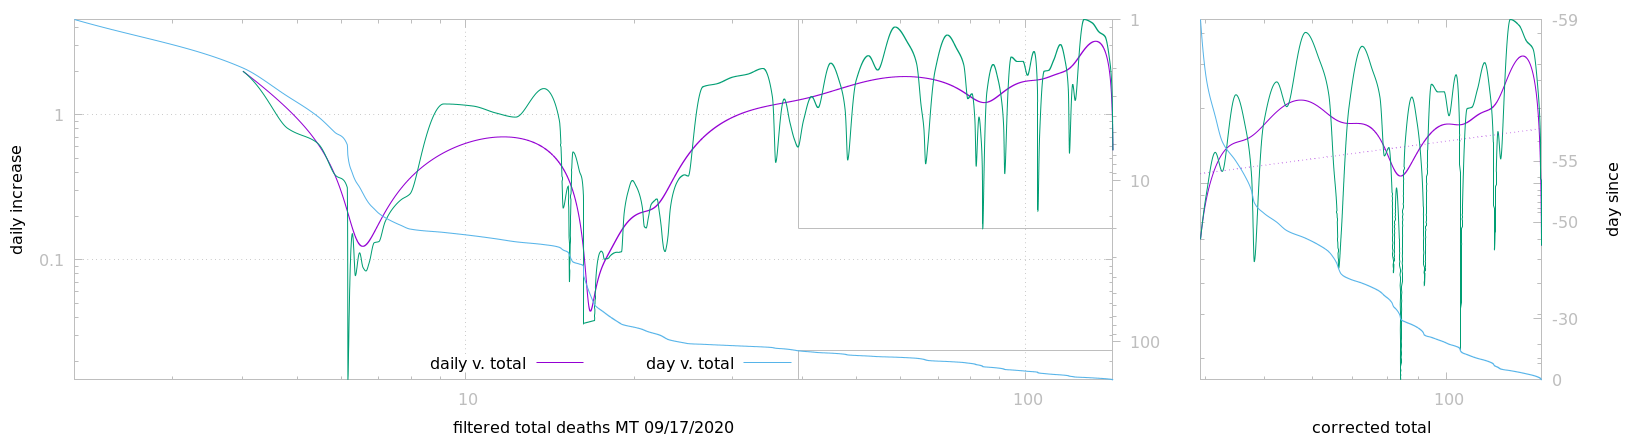 daily increase
1
0.1
daily v. total
day v. total
10
100
1
10
100
filtered total deaths MT 09/17/2020
-59
-55
-50
-30
0
day since
100
corrected total